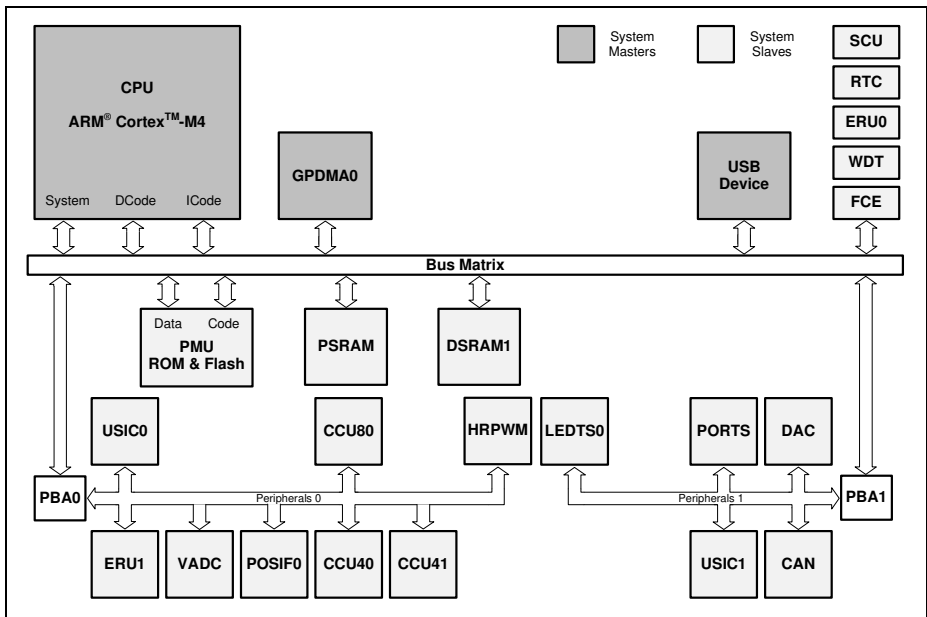 CPU
ARM® Cortex™-M4
System DCode ICode
GPDMA0
System
Masters
System
Slaves
USB
Device
SCU
RTC
ERU0
WDT
FCE
Bus Matrix
Data Code
PMU
ROM & Flash
PSRAM
DSRAM1
USIC0
CCU80
HRPWM
LEDTS0
PORTS
DAC
PBA0
Peripherals 0
Peripherals 1
PBA1
ERU1
VADC
POSIF0
CCU40
CCU41
USIC1
CAN